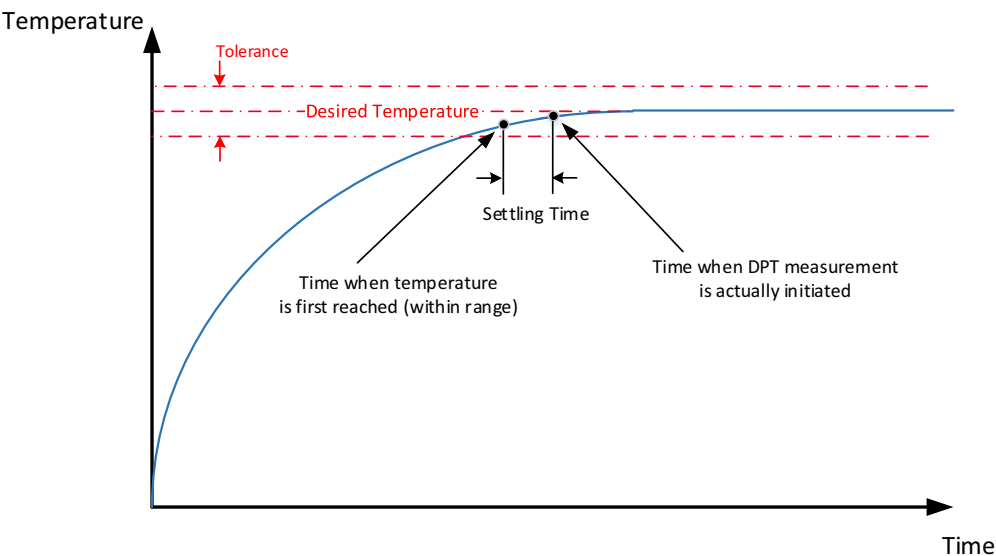 Temperature
Tolerance
Desired Temperature
Settling Time
Time when temperature
is first reached (within range)
Time when DPT measurement
is actually initiated
Time